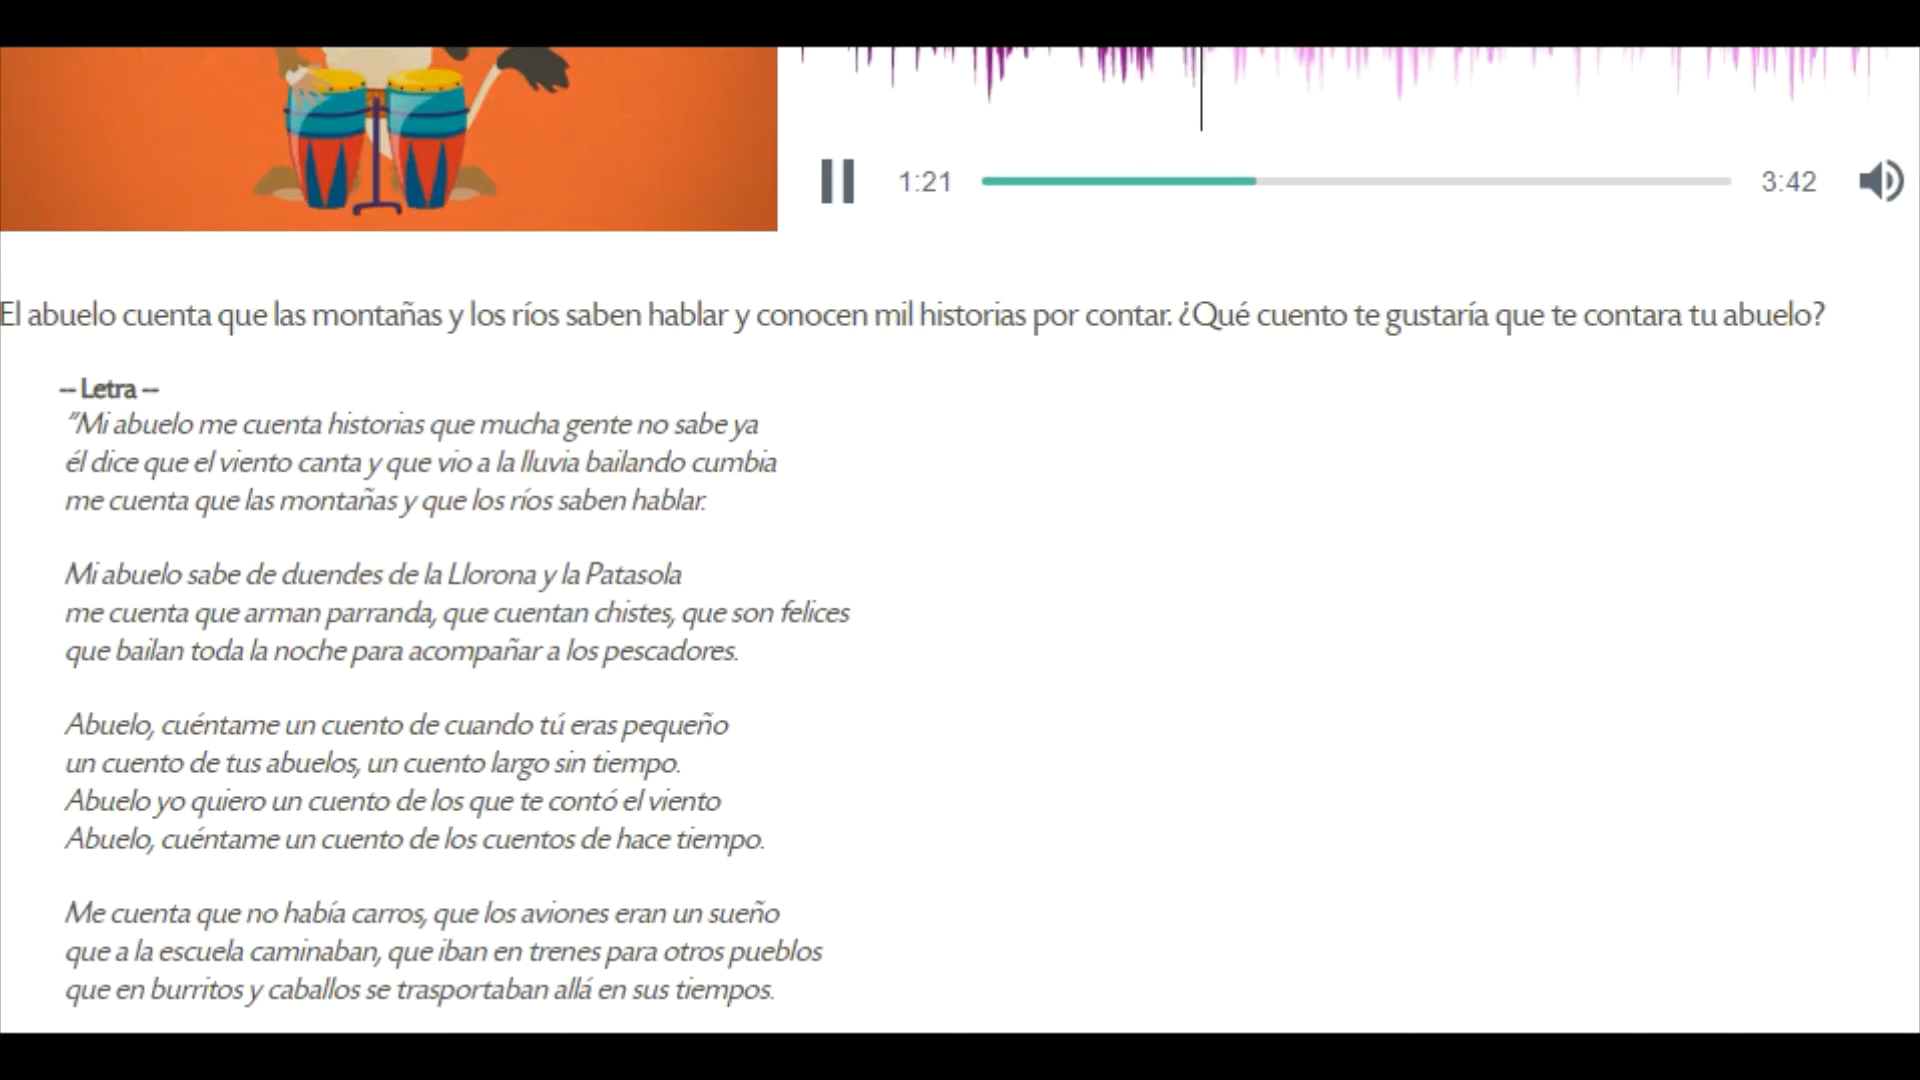 1:21
3:42
El abuelo cuenta que las montañas y los ríos saben hablar y conocen mil historias por contar. ¿Qué cuento te gustaría que te contara tu abuelo?
-- Letra --
"Mi abuelo me cuenta historias que mucha gente no sabe ya
él dice que el viento canta y que vio a la lluvia bailando cumbia
me cuenta que las montañas y que los ríos saben hablar.
Mi abuelo sabe de duendes de la Llorona y la Patasola
me cuenta que arman parranda, que cuentan chistes, que son felices
que bailan toda la noche para acompañar a los pescadores.
Abuelo, cuéntame un cuento de cuando tú eras pequeño
un cuento de tus abuelos, un cuento largo sin tiempo.
Abuelo yo quiero un cuento de los que te contó el viento
Abuelo, cuéntame un cuento de los cuentos de hace tiempo.
Me cuenta que no había carros, que los aviones eran un sueño
que a la escuela caminaban, que iban en trenes para otros pueblos
que en burritos y caballos se trasportaban allá en sus tiempos.